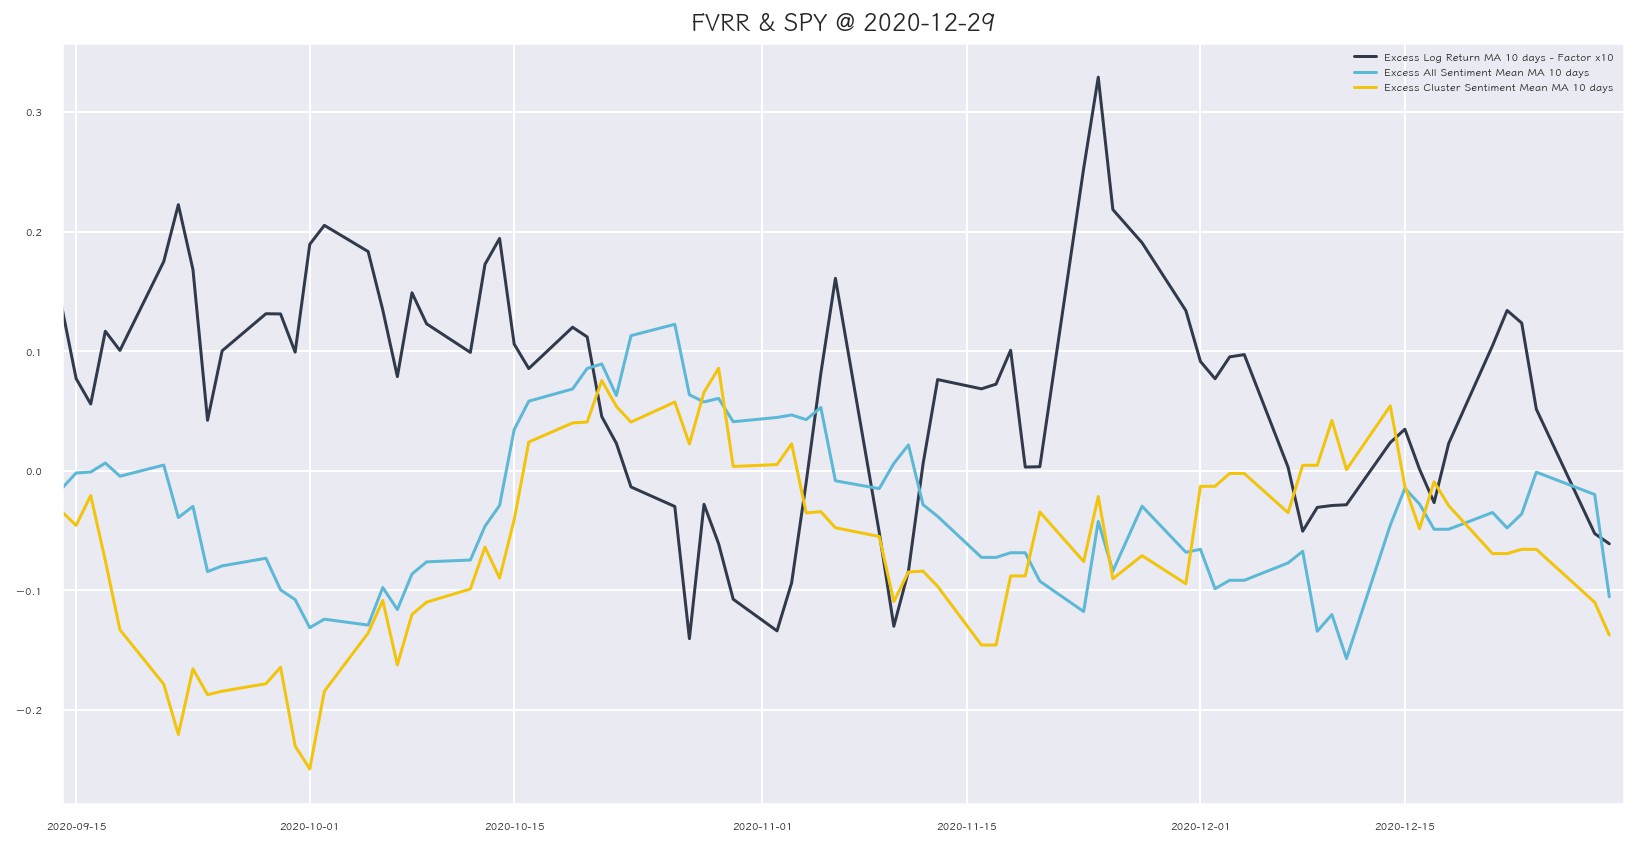 FVRR & SPY @ 2020-12-29
Excess Log Return MA 10 days - Factor x10
Excess All Sentiment Mean MA 10 days
Excess Cluster Sentiment Mean MA 10 days
0.3
0.2
0.1
0.0
−0.1
−0.2
2020-09-15 2020-10-01 2020-10-15 2020-11-01 2020-11-15 2020-12-01 2020-12-15